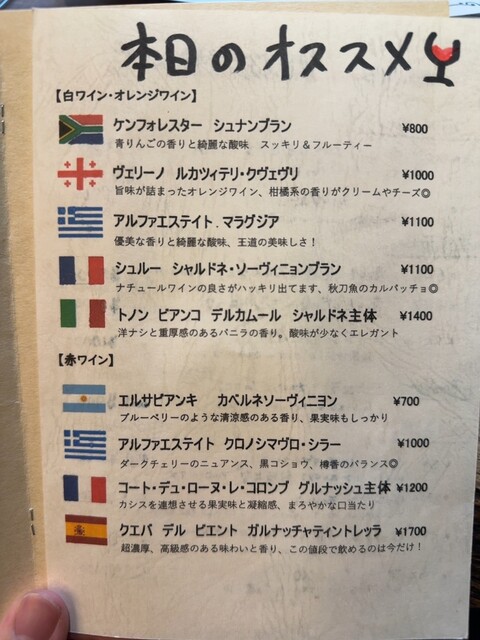 本日のオススメ
【白ワイン・オレンジワイン】
ケンフォレスター シュナンブラン ¥800
青りんごの香りと綺麗な酸味 スッキリ＆フルーティー
ヴェリーノ ルカツィテリ・クヴェヴリ ¥1000
旨味が詰まったオレンジワイン、柑橘系の香りがクリームやチーズ◎
アルファエステイト．マラグジア ¥1100
優美な香りと綺麗な酸味、王道の美味しさ！
シュルー シャルドネ・ソーヴィニョンブラン ¥1100
ナチュールワインの良さがハッキリ出てます、秋刀魚のカルパッチョ◎
トノン ビアンコ デルカムール シャルドネ主体 ¥1400
洋ナシと重厚感のあるバニラの香り。酸味が少なくエレガント
【赤ワイン】
エルサピアンキ カベルネソーヴィニヨン ¥700
ブルーベリーのような清涼感のある香り、果実味もしっかり
アルファエステイト クロノシマヴロ・シラー ¥1000
ダークチェリーのニュアンス、黒コショウ、樽香のバランス◎
コート・デュ・ローヌ・レ・コロンブ グルナッシュ主体 ¥1200
カシスを連想させる果実味と凝縮感、まろやかな口当たり
クエバ デル ビエント ガルナッチャティントレッラ ¥1700
超濃厚、高級感のある味わいと香り、この値段で飲めるのは今だけ！